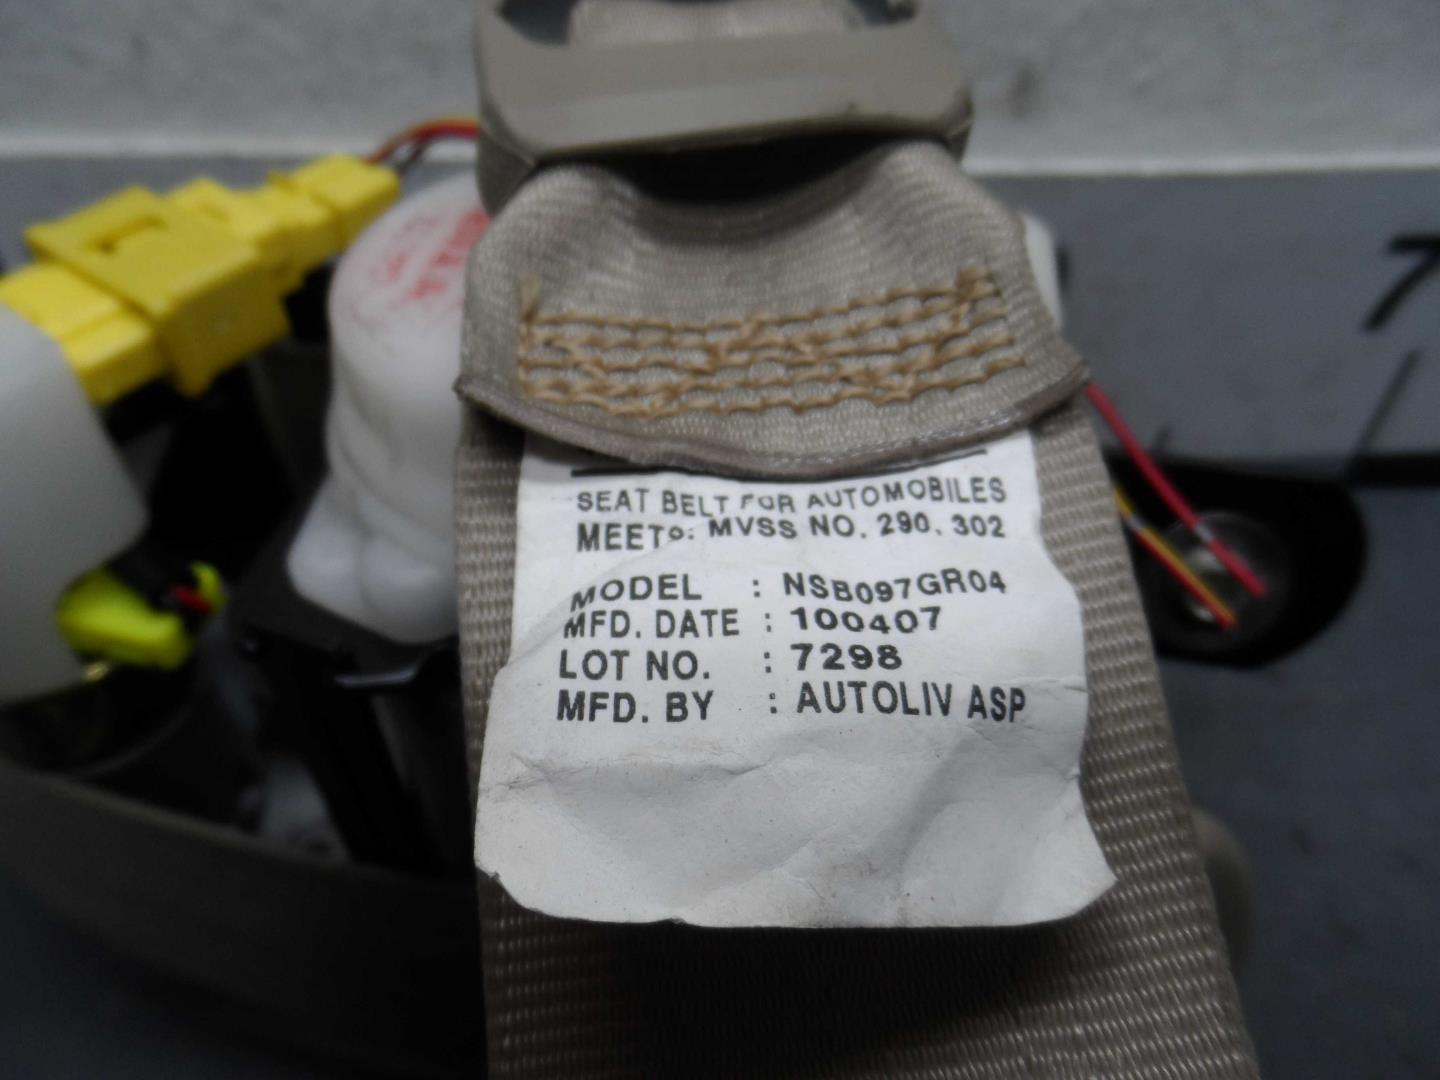 SEAT BELT FOR AUTOMOBILES
MEETS: MVSS NO. 290. 302
MODEL : NSB097GR04
MFD. DATE : 100407
LOT NO. : 7298
MFD. BY : AUTOLIV ASP
7